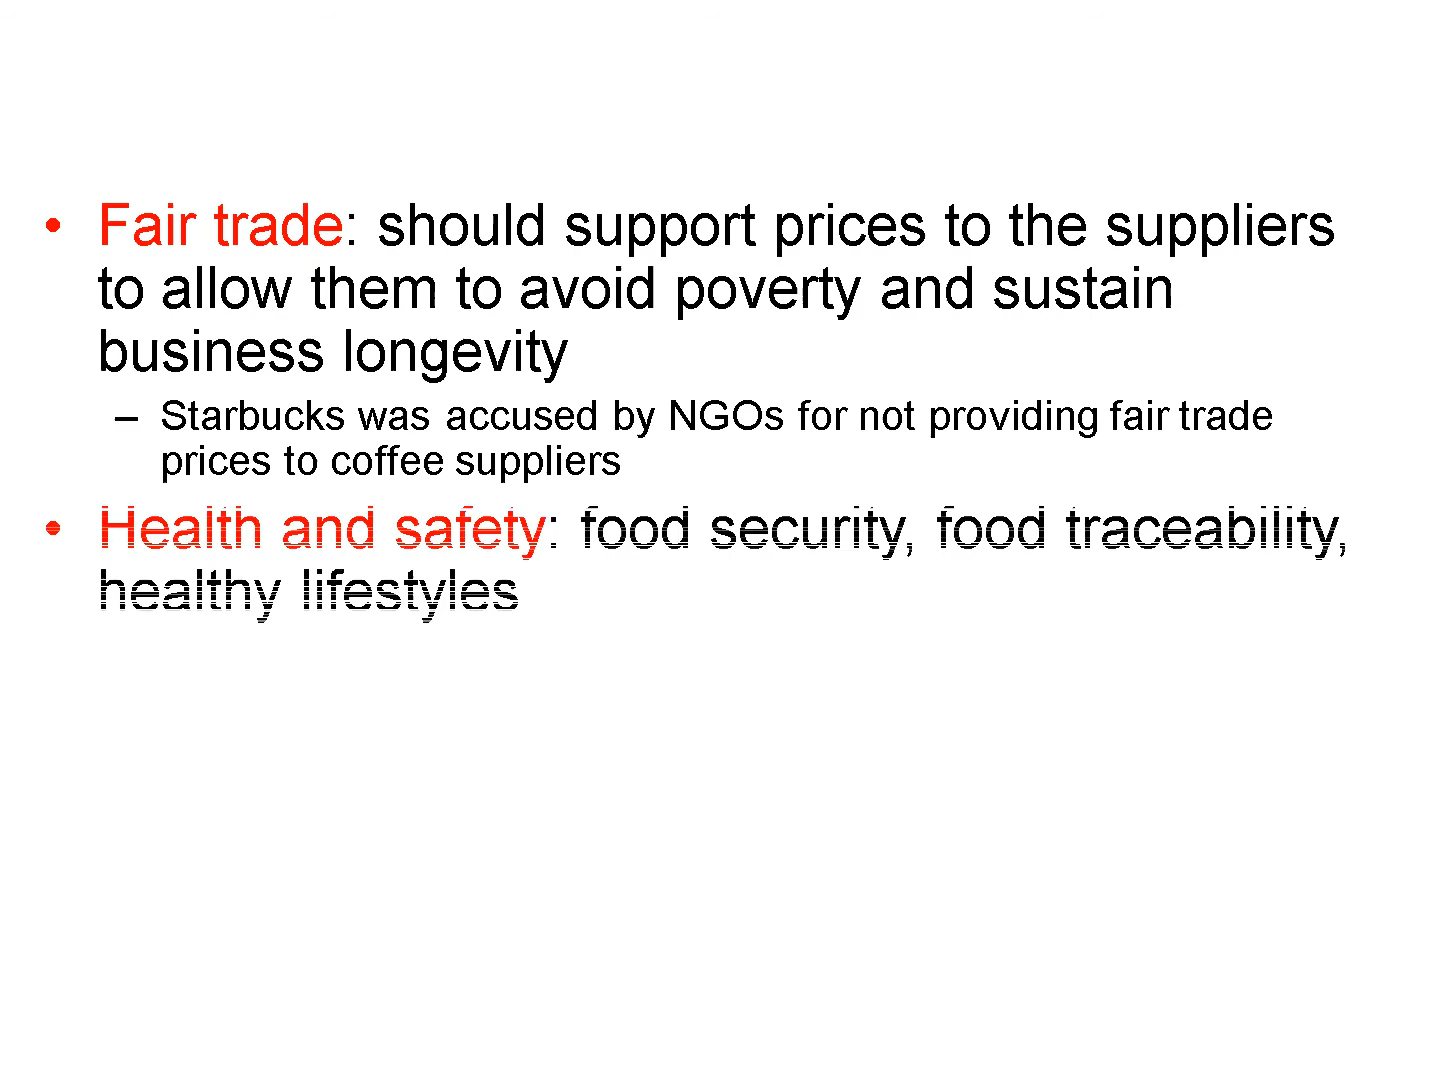 • Fair trade: should support prices to the suppliers
to allow them to avoid poverty and sustain
business longevity
– Starbucks was accused by NGOs for not providing fair trade
prices to coffee suppliers
• Health and safety: food security, food traceability,
healthy lifestyles